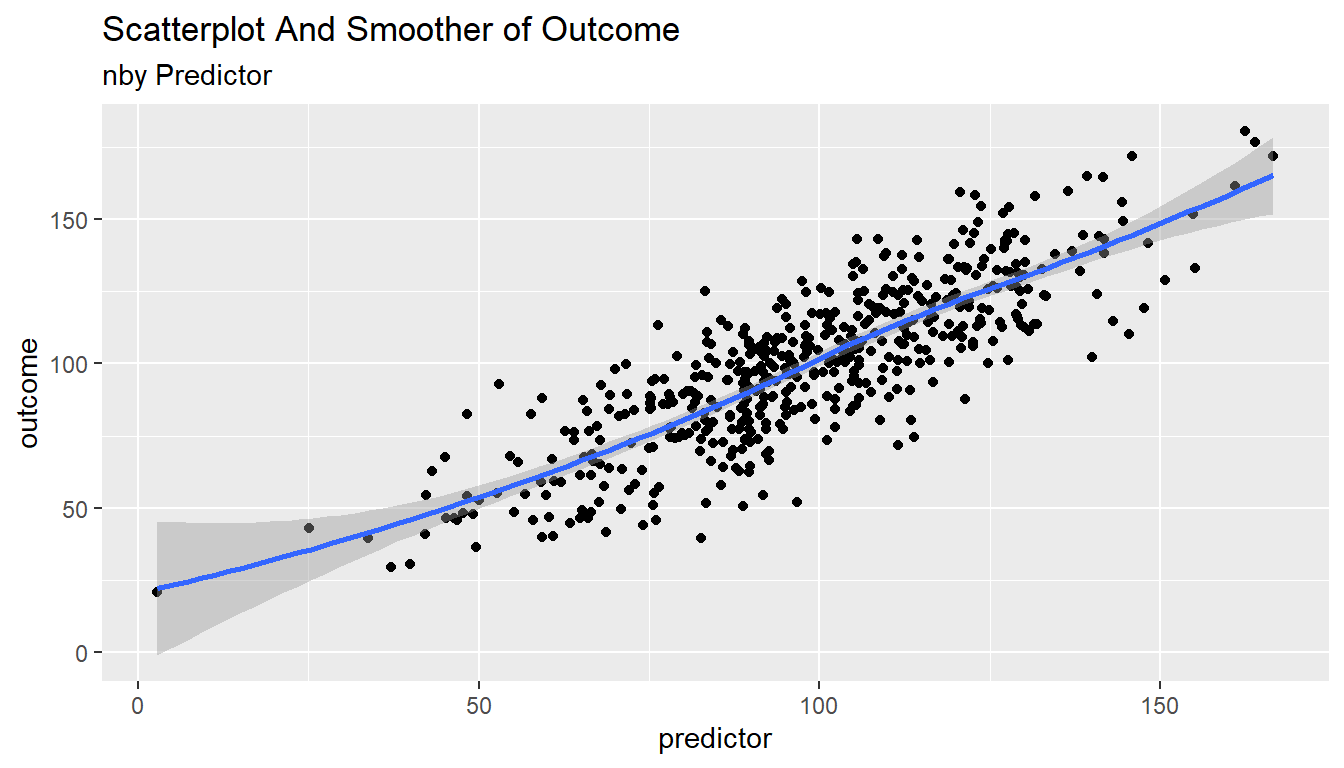 Scatterplot And Smoother of Outcome
nby Predictor
outcome
150
100
50
0
0 50 100 150
predictor